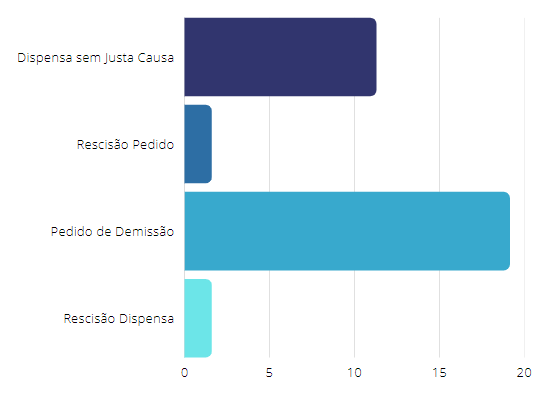 Dispensa sem Justa Causa
Rescisão Pedido
Pedido de Demissão
Rescisão Dispensa
0 5 10 15 20